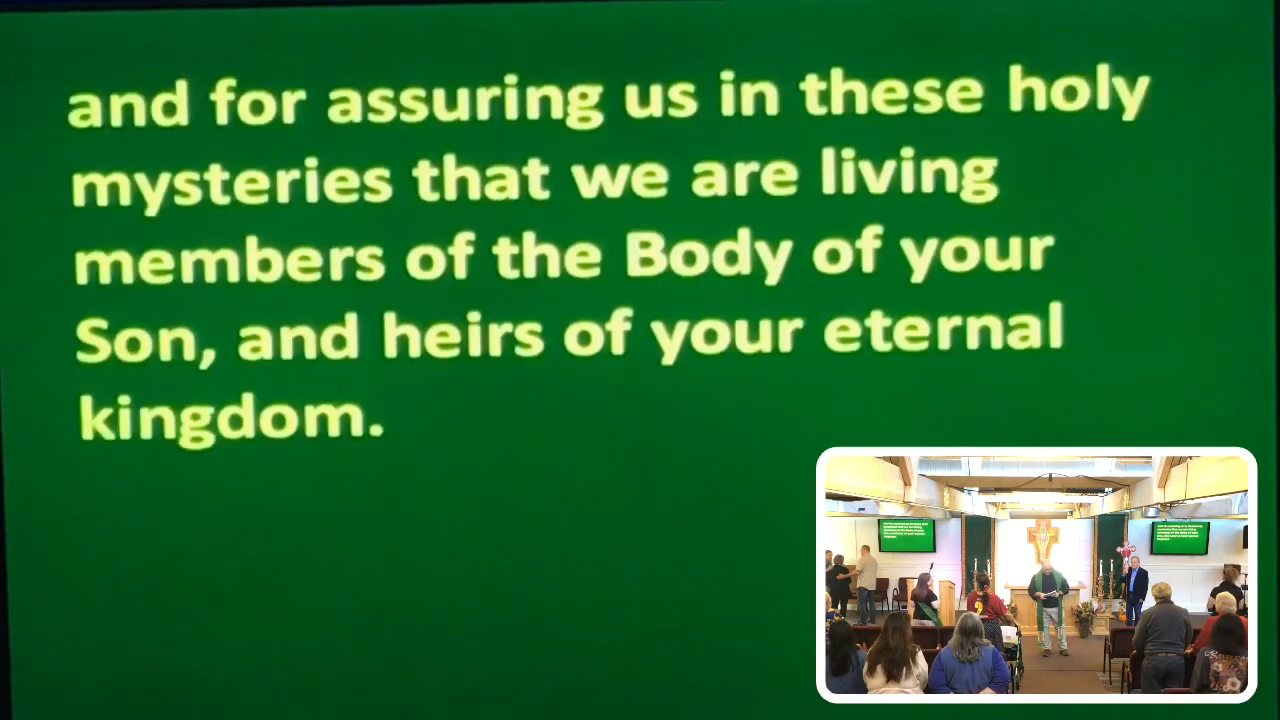 and for assuring us in these holy
mysteries that we are living
members of the Body of your
Son, and heirs of your eternal
kingdom.